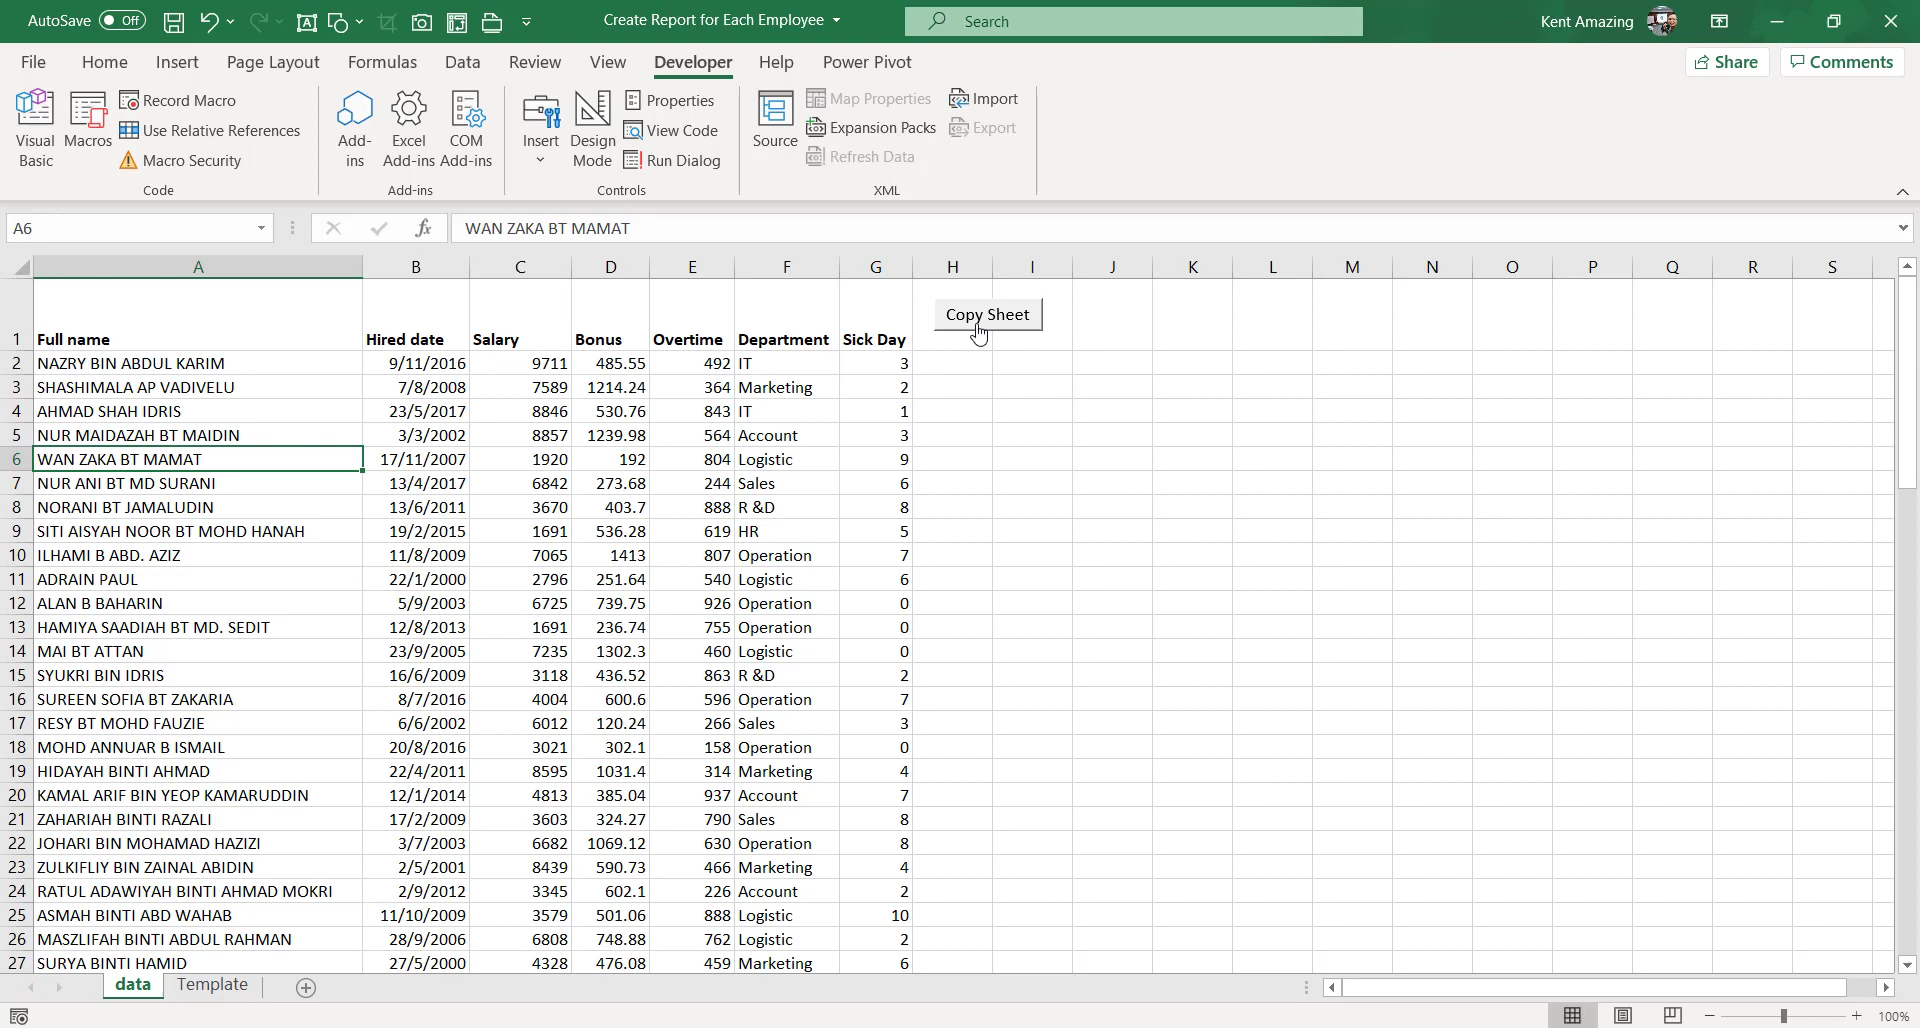 AutoSave Off Create Report for Each Employee Search Kent Amazing
File Home Insert Page Layout Formulas Data Review View Developer Help Power Pivot Share Comments
Visual Basic
Macros
Record Macro
Use Relative References
Macro Security
Code
Add-ins
Excel Add-ins
COM Add-ins
Add-ins
Insert
Design Mode
Properties
View Code
Run Dialog
Controls
Source
Map Properties
Expansion Packs
Refresh Data
Import
Export
XML
A6 fx WAN ZAKA BT MAMAT
A B C D E F G H I J K L M N O P Q R S
Copy Sheet
1 Full name Hired date Salary Bonus Overtime Department Sick Day
2 NAZRY BIN ABDUL KARIM 9/11/2016 9711 485.55 492 IT 3
3 SHASHIMALA AP VADIVELU 7/8/2008 7589 1214.24 364 Marketing 2
4 AHMAD SHAH IDRIS 23/5/2017 8846 530.76 843 IT 1
5 NUR MAIDAZAH BT MAIDIN 3/3/2002 8857 1239.98 564 Account 3
6 WAN ZAKA BT MAMAT 17/11/2007 1920 192 804 Logistic 9
7 NUR ANI BT MD SURANI 13/4/2017 6842 273.68 244 Sales 6
8 NORANI BT JAMALUDIN 13/6/2011 3670 403.7 888 R &D 8
9 SITI AISYAH NOOR BT MOHD HANAH 19/2/2015 1691 536.28 619 HR 5
10 ILHAMI B ABD. AZIZ 11/8/2009 7065 1413 807 Operation 7
11 ADRAIN PAUL 22/1/2000 2796 251.64 540 Logistic 6
12 ALAN B BAHARIN 5/9/2003 6725 739.75 926 Operation 0
13 HAMIYA SAADIAH BT MD. SEDIT 12/8/2013 1691 236.74 755 Operation 0
14 MAI BT ATTAN 23/9/2005 7235 1302.3 460 Logistic 0
15 SYUKRI BIN IDRIS 16/6/2009 3118 436.52 863 R &D 2
16 SUREEN SOFIA BT ZAKARIA 8/7/2016 4004 600.6 596 Operation 7
17 RESY BT MOHD FAUZIE 6/6/2002 6012 120.24 266 Sales 3
18 MOHD ANNUAR B ISMAIL 20/8/2016 3021 302.1 158 Operation 0
19 HIDAYAH BINTI AHMAD 22/4/2011 8595 1031.4 314 Marketing 4
20 KAMAL ARIF BIN YEOP KAMARUDDIN 12/1/2014 4813 385.04 937 Account 7
21 ZAHARIAH BINTI RAZALI 17/2/2009 3603 324.27 790 Sales 8
22 JOHARI BIN MOHAMAD HAZIZI 3/7/2003 6682 1069.12 630 Operation 8
23 ZULKIFLIY BIN ZAINAL ABIDIN 2/5/2001 8439 590.73 466 Marketing 4
24 RATUL ADAWIYAH BINTI AHMAD MOKRI 2/9/2012 3345 602.1 226 Account 2
25 ASMAH BINTI ABD WAHAB 11/10/2009 3579 501.06 888 Logistic 10
26 MASZLIFAH BINTI ABDUL RAHMAN 28/9/2006 6808 748.88 762 Logistic 2
27 SURYA BINTI HAMID 27/5/2000 4328 476.08 459 Marketing 6
data Template
100%